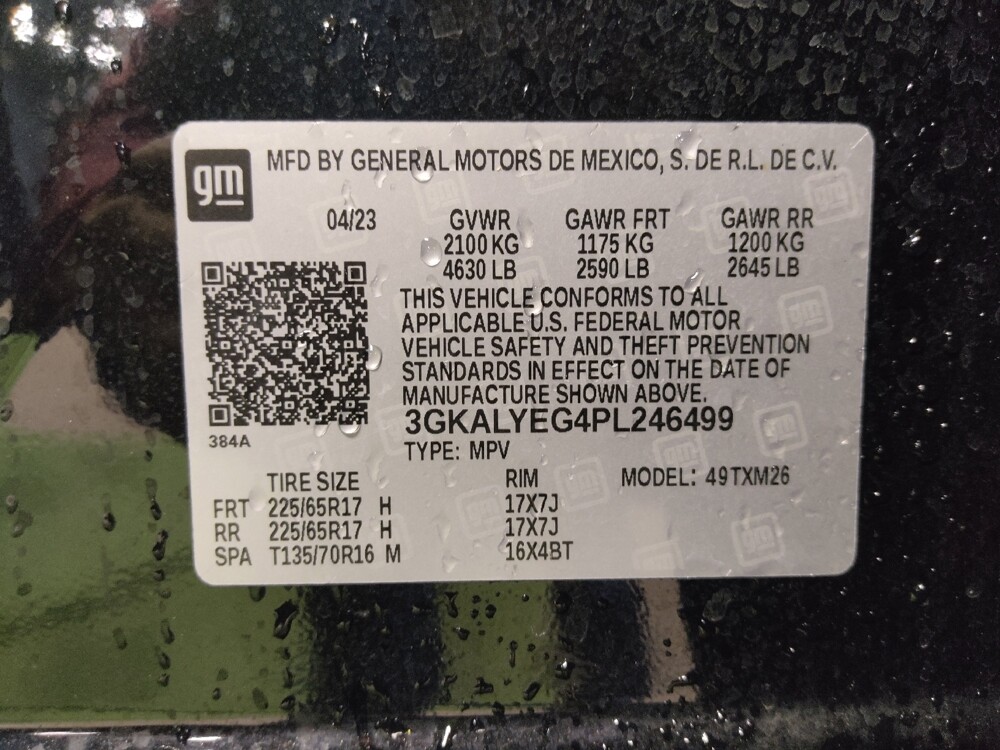 gm
MFD BY GENERAL MOTORS DE MEXICO, S. DE R.L. DE C.V.
04/23 GVWR GAWR FRT GAWR RR
2100 KG 1175 KG 1200 KG
4630 LB 2590 LB 2645 LB
THIS VEHICLE CONFORMS TO ALL
APPLICABLE U.S. FEDERAL MOTOR
VEHICLE SAFETY AND THEFT PREVENTION
STANDARDS IN EFFECT ON THE DATE OF
MANUFACTURE SHOWN ABOVE.
3GKALYEG4PL246499
384A
TYPE: MPV
TIRE SIZE RIM MODEL: 49TXM26
FRT 225/65R17 H 17X7J
RR 225/65R17 H 17X7J
SPA T135/70R16 M 16X4BT